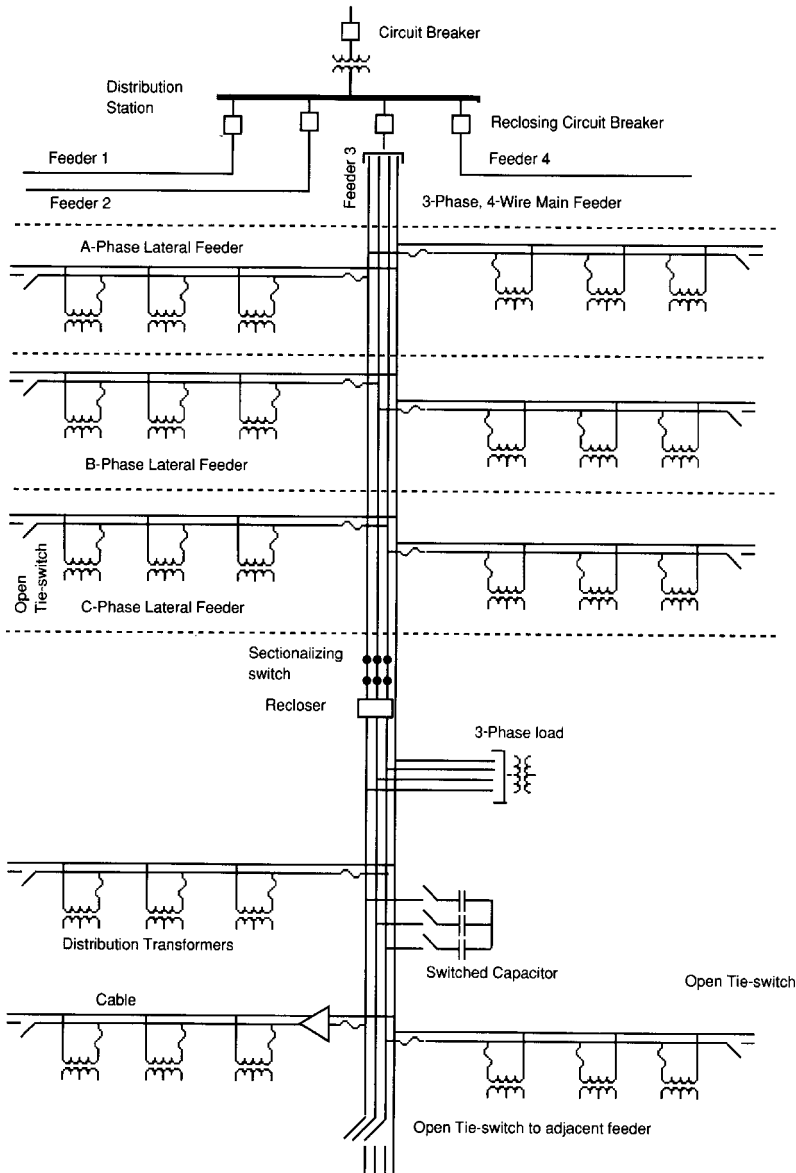 Circuit Breaker
Distribution
Station
Reclosing Circuit Breaker
Feeder 1
Feeder 2
Feeder 3
Feeder 4
3-Phase, 4-Wire Main Feeder
A-Phase Lateral Feeder
B-Phase Lateral Feeder
Open
Tie-switch
C-Phase Lateral Feeder
Sectionalizing
switch
Recloser
3-Phase load
Distribution Transformers
Switched Capacitor
Open Tie-switch
Cable
Open Tie-switch to adjacent feeder